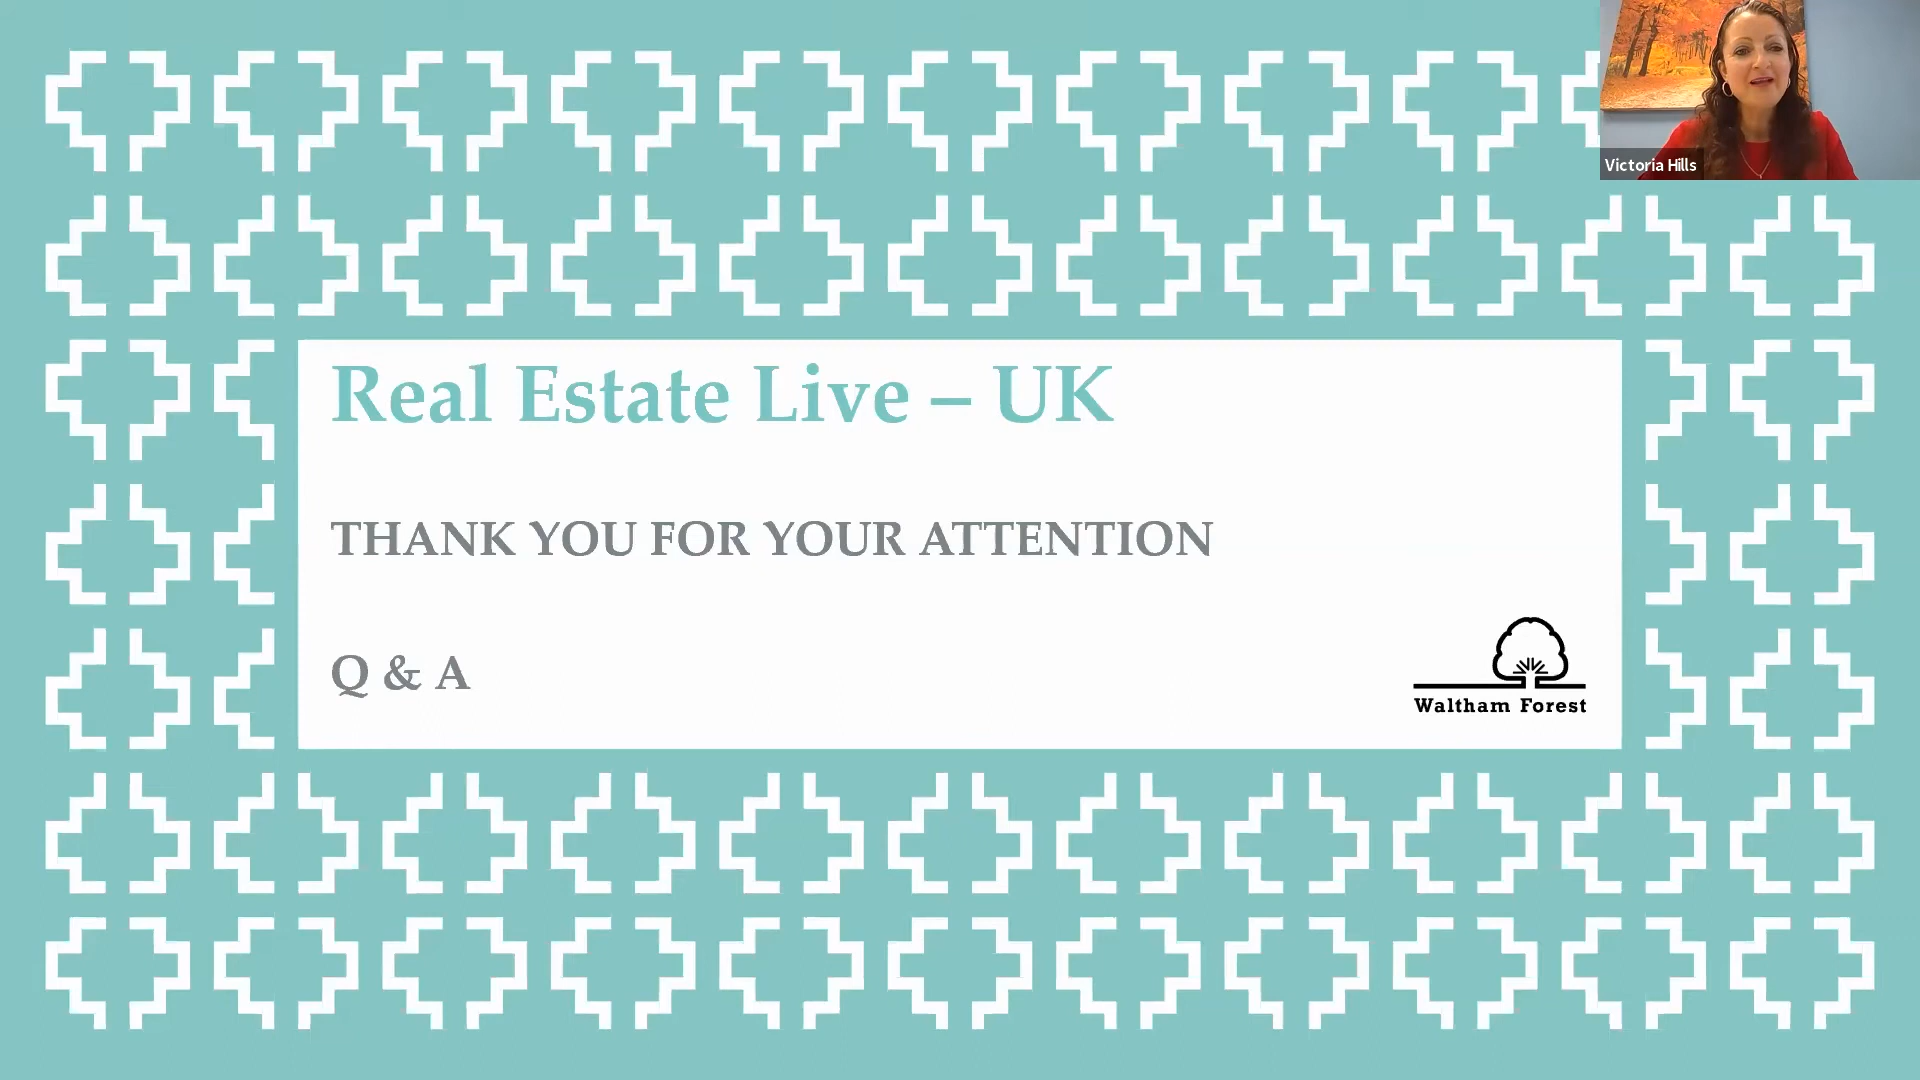 Victoria Hills
Real Estate Live – UK
THANK YOU FOR YOUR ATTENTION
Q & A
Waltham Forest